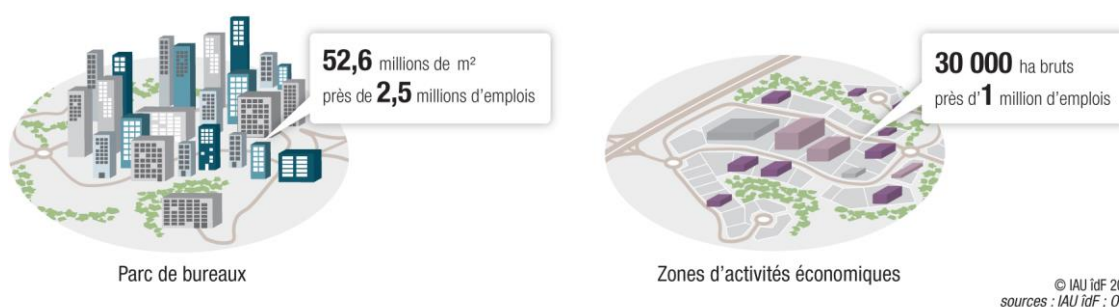 52,6 millions de m²
près de 2,5 millions d'emplois
30 000 ha bruts
près d'1 million d'emplois
Parc de bureaux
Zones d'activités économiques
© IAU îdF
sources : IAU îdF ;